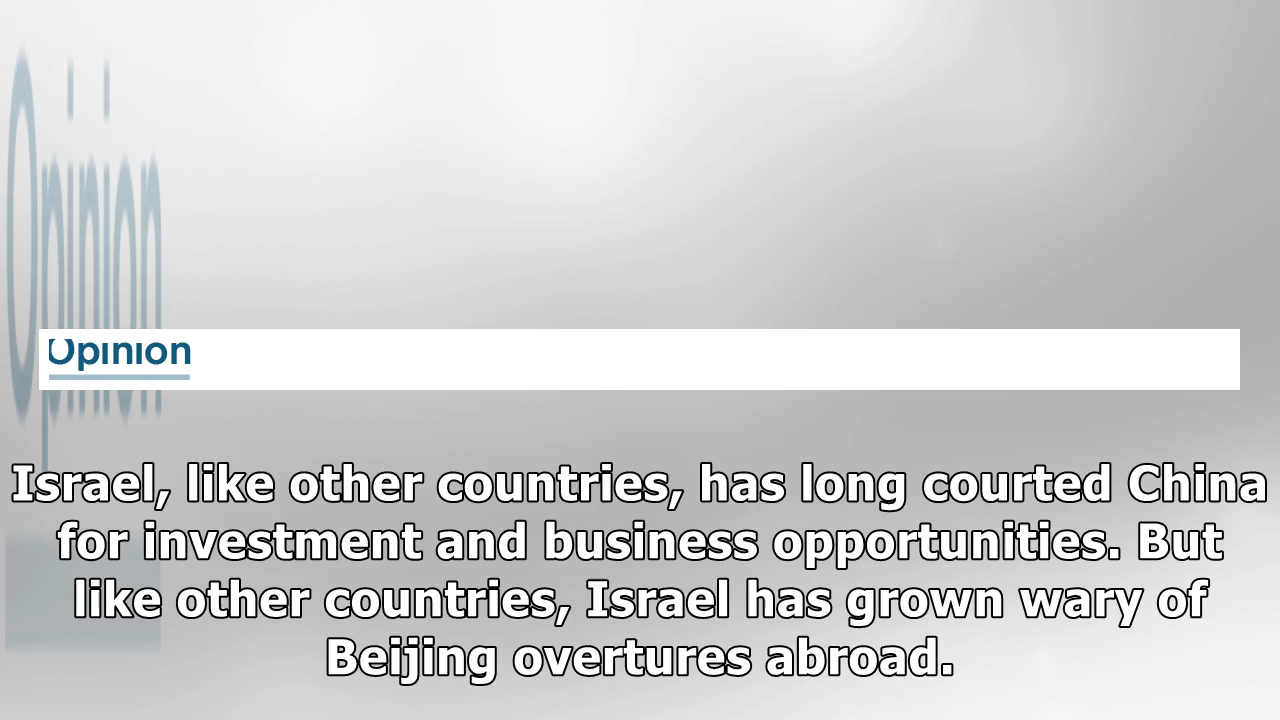 Opinion
Opinion
Israel, like other countries, has long courted China
for investment and business opportunities. But
like other countries, Israel has grown wary of
Beijing overtures abroad.